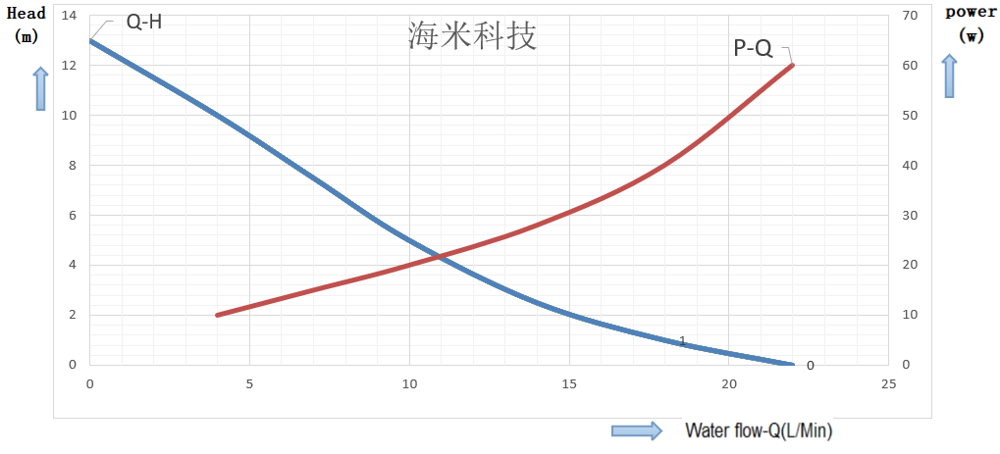 Head
(m)
14
12
10
8
6
4
2
0
Q-H
海米科技
P-Q
1
0
70
60
50
40
30
20
10
0
power
(w)
0 5 10 15 20 25
Water flow-Q(L/Min)